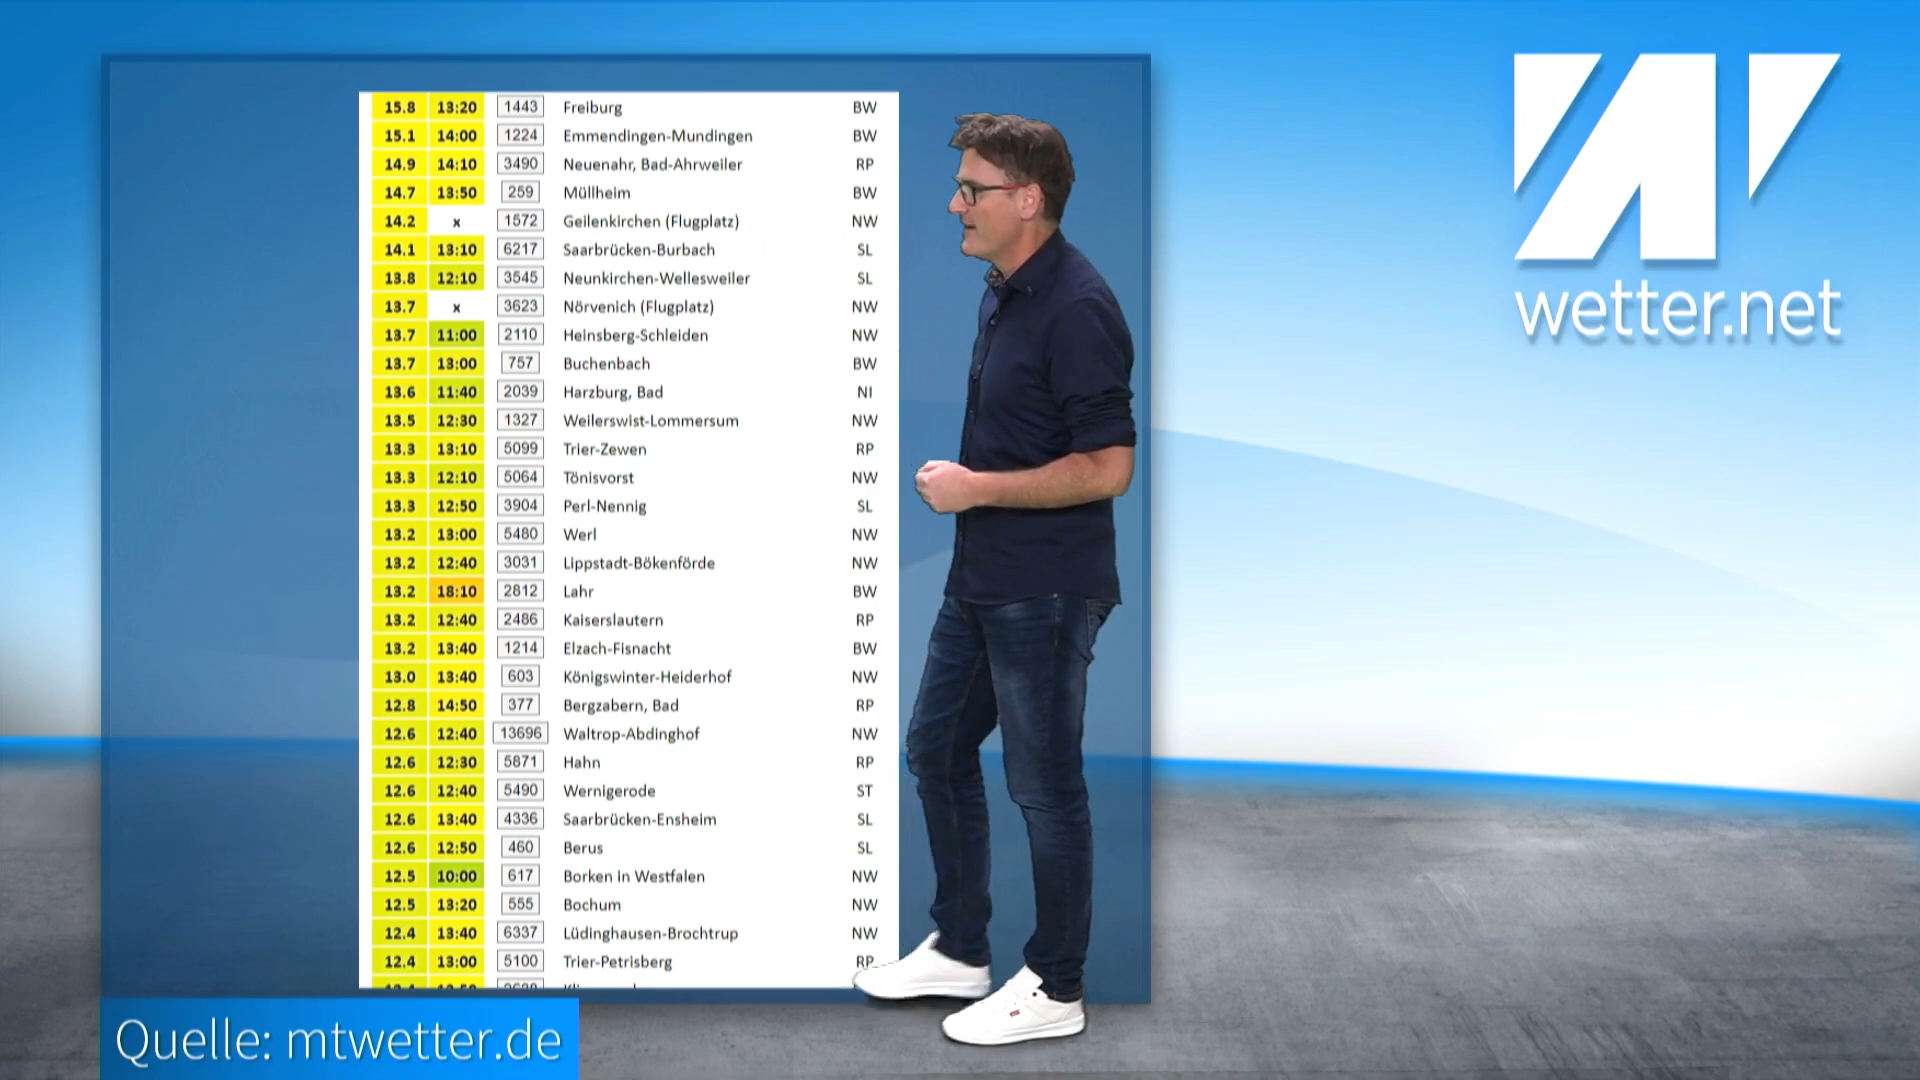 15.8 13:20 1443 Freiburg BW
15.1 14:00 1224 Emmendingen-Mundingen BW
14.9 14:10 3490 Neuenahr, Bad-Ahrweiler RP
14.7 13:50 259 Müllheim BW
14.2 x 1572 Geilenkirchen (Flugplatz) NW
14.1 13:10 6217 Saarbrücken-Burbach SL
13.8 12:10 3545 Neunkirchen-Wellesweiler SL
13.7 x 3623 Nörvenich (Flugplatz) NW
13.7 11:00 2110 Heinsberg-Schleiden NW
13.7 13:00 757 Buchenbach BW
13.6 11:40 2039 Harzburg, Bad NI
13.5 12:30 1327 Weilerswist-Lommersum NW
13.3 13:10 5099 Trier-Zewen RP
13.3 12:10 5064 Tönisvorst NW
13.3 12:50 3904 Perl-Nennig SL
13.2 13:00 5480 Werl NW
13.2 12:40 3031 Lippstadt-Bökenförde NW
13.2 18:10 2812 Lahr BW
13.2 12:40 2486 Kaiserslautern RP
13.2 13:40 1214 Elzach-Fisnacht BW
13.0 13:40 603 Königswinter-Heiderhof NW
12.8 14:50 377 Bergzabern, Bad RP
12.6 12:40 13696 Waltrop-Abdinghof NW
12.6 12:30 5871 Hahn RP
12.6 12:40 5490 Wernigerode ST
12.6 13:40 4336 Saarbrücken-Ensheim SL
12.6 12:50 460 Berus SL
12.5 10:00 617 Borken in Westfalen NW
12.5 13:20 555 Bochum NW
12.4 13:40 6337 Lüdinghausen-Brochtrup NW
12.4 13:00 5100 Trier-Petrisberg RP
wetter.net
Quelle: mtwetter.de